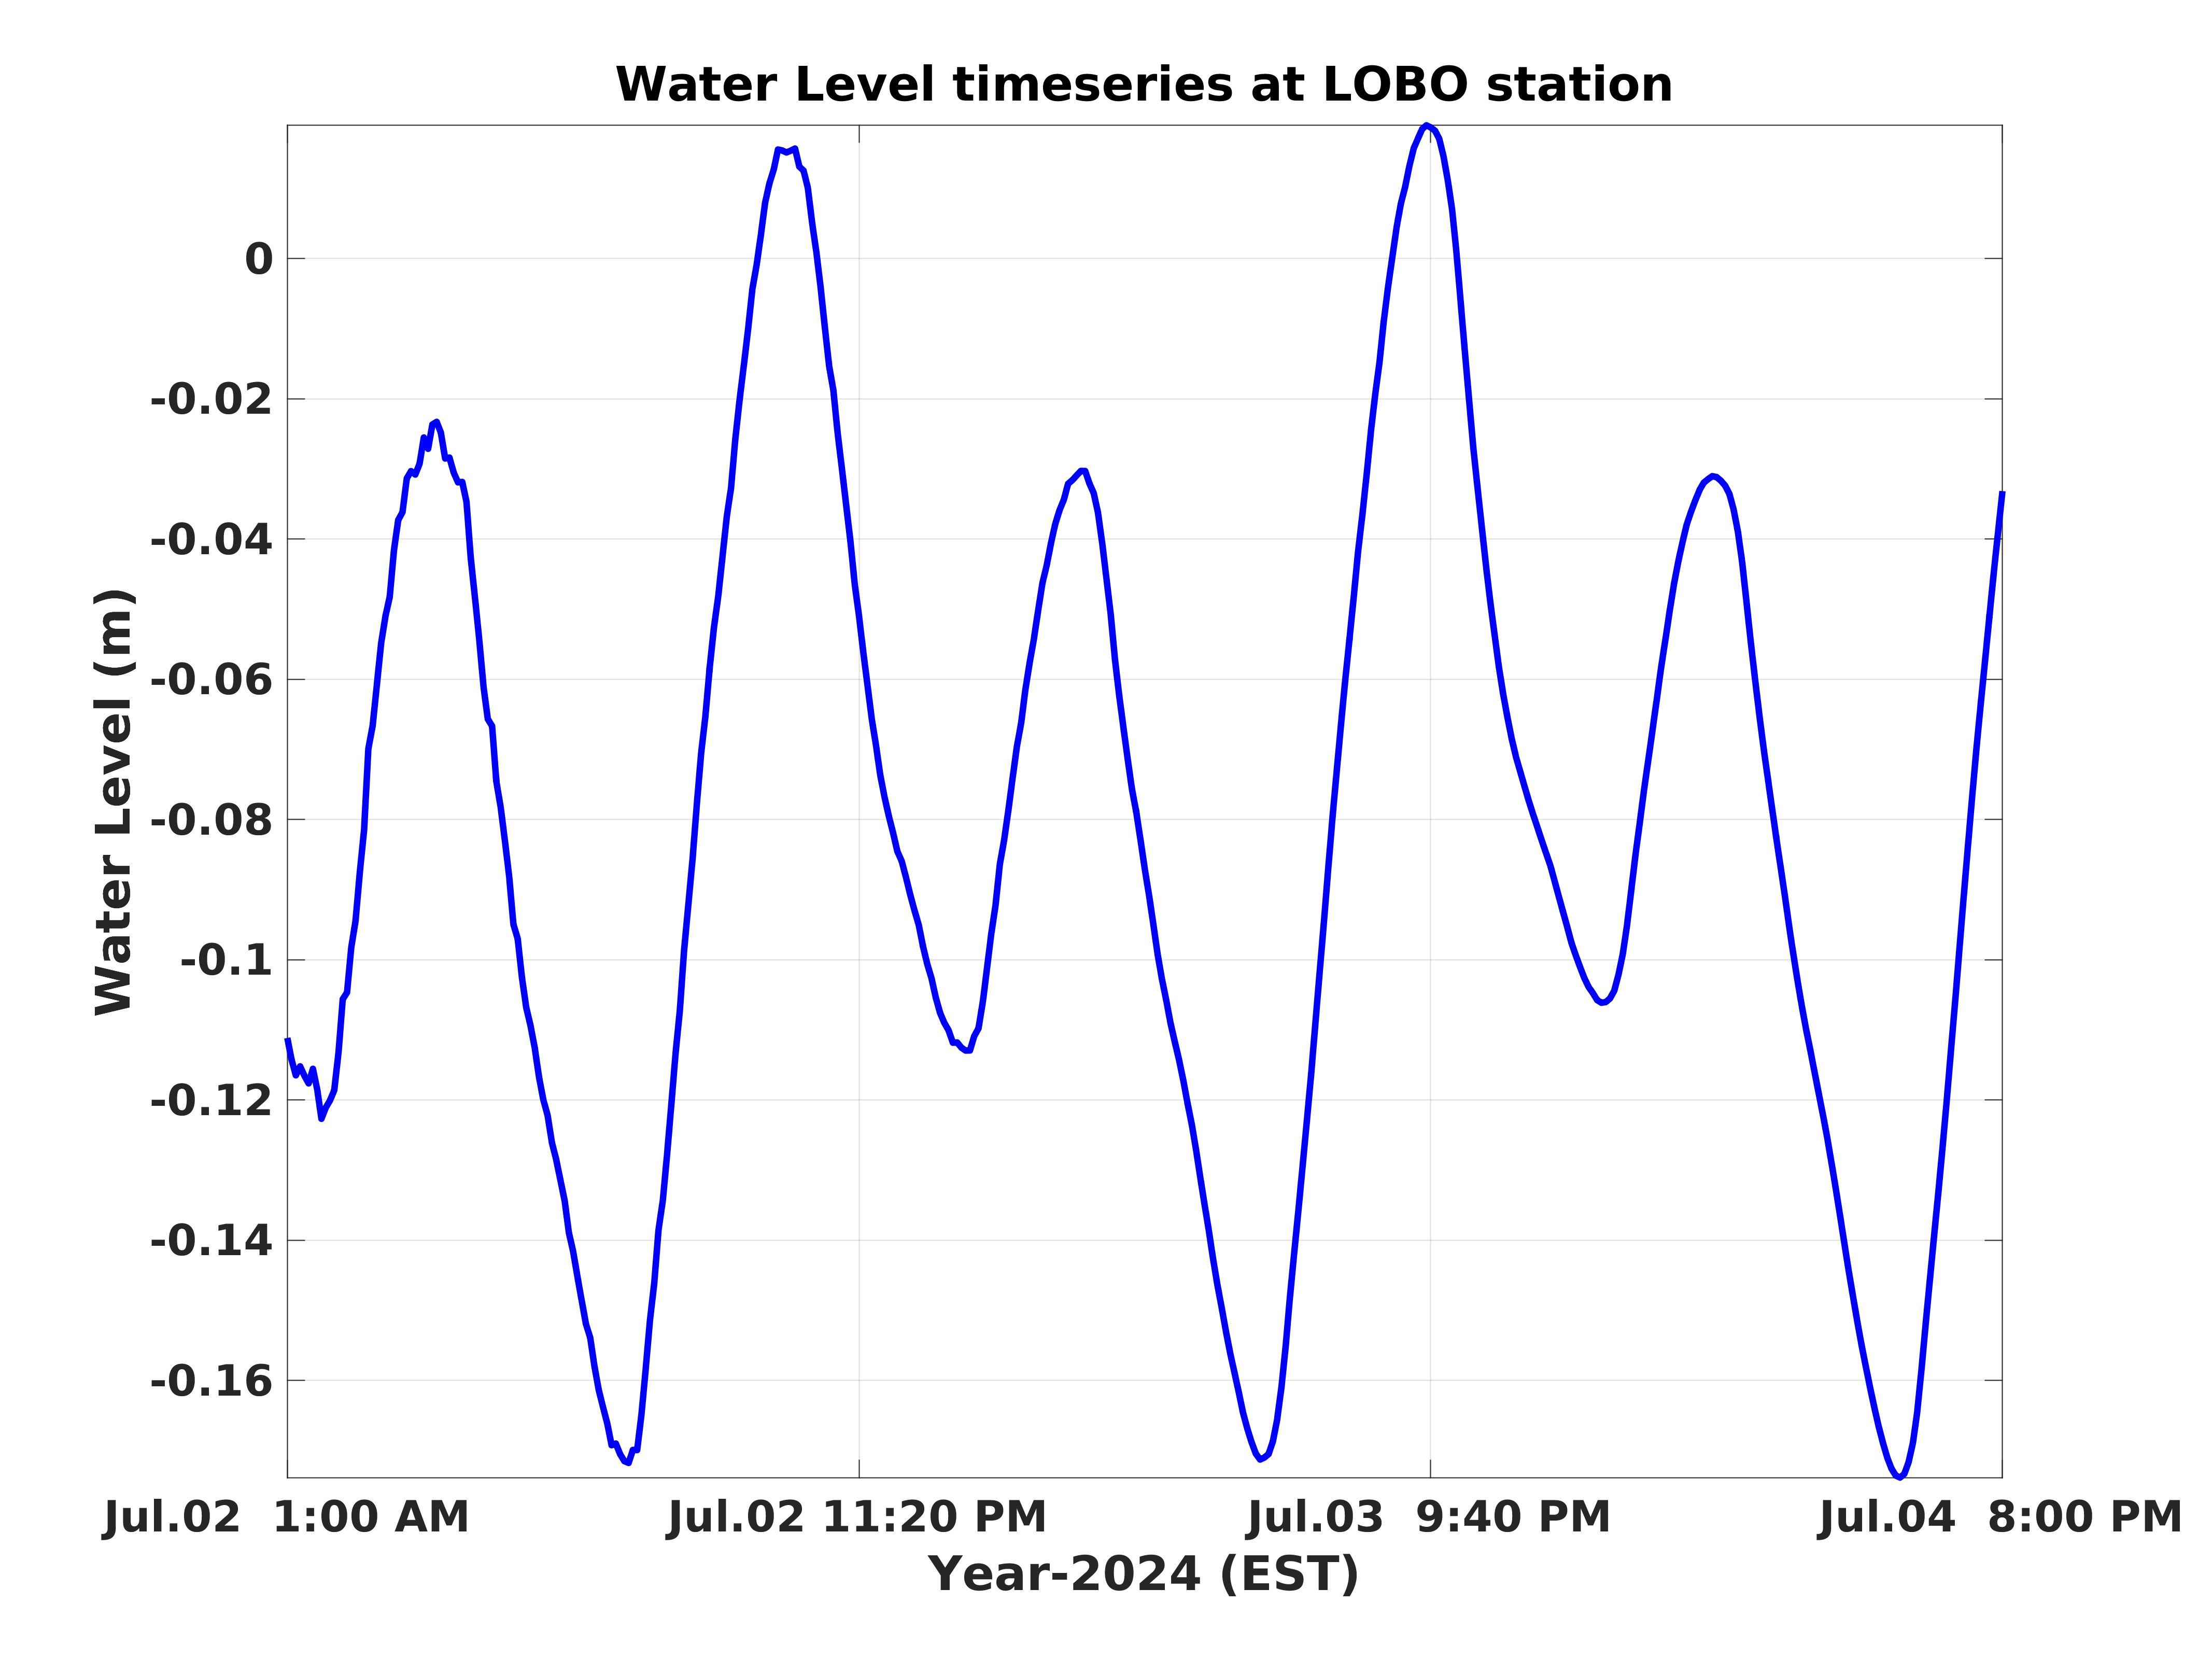 Water Level timeseries at LOBO station
Water Level (m)
0
-0.02
-0.04
-0.06
-0.08
-0.1
-0.12
-0.14
-0.16
Jul.02  1:00 AM
Jul.02 11:20 PM
Jul.03  9:40 PM
Jul.04  8:00 PM
Year-2024 (EST)